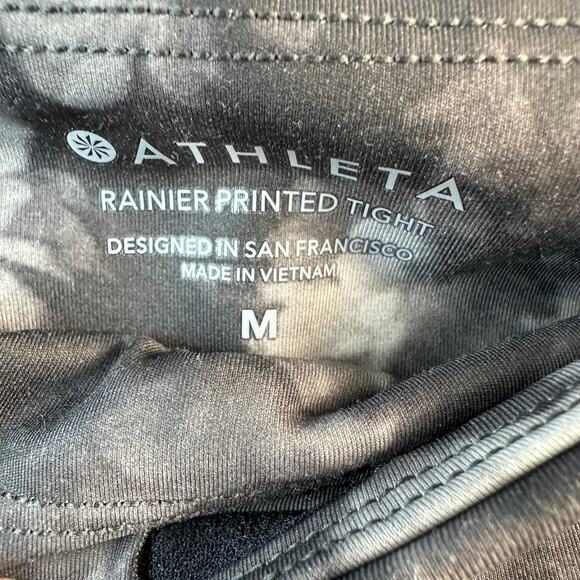 ATHLETA
RAINIER PRINTED TIGHT
DESIGNED IN SAN FRANCISCO
MADE IN VIETNAM
M